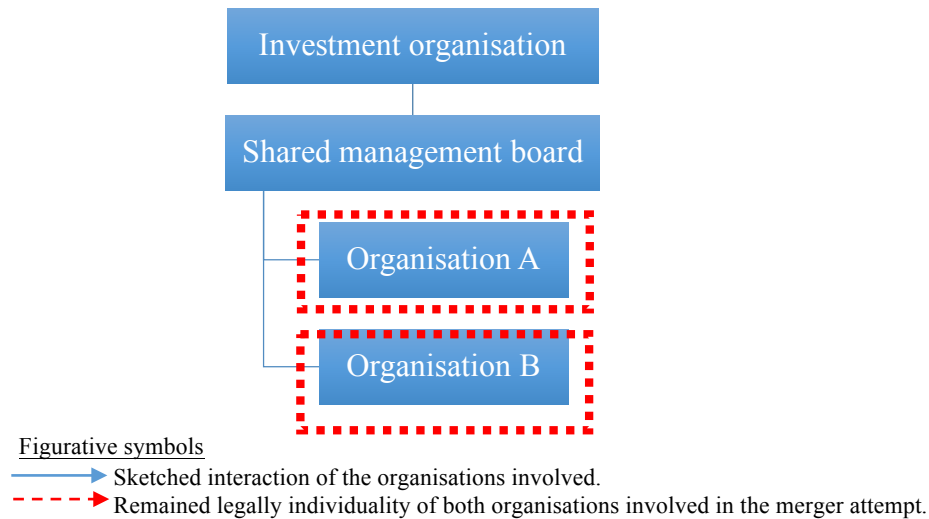 Investment organisation
Shared management board
Organisation A
Organisation B
Figurative symbols
Sketched interaction of the organisations involved.
Remained legally individuality of both organisations involved in the merger attempt.